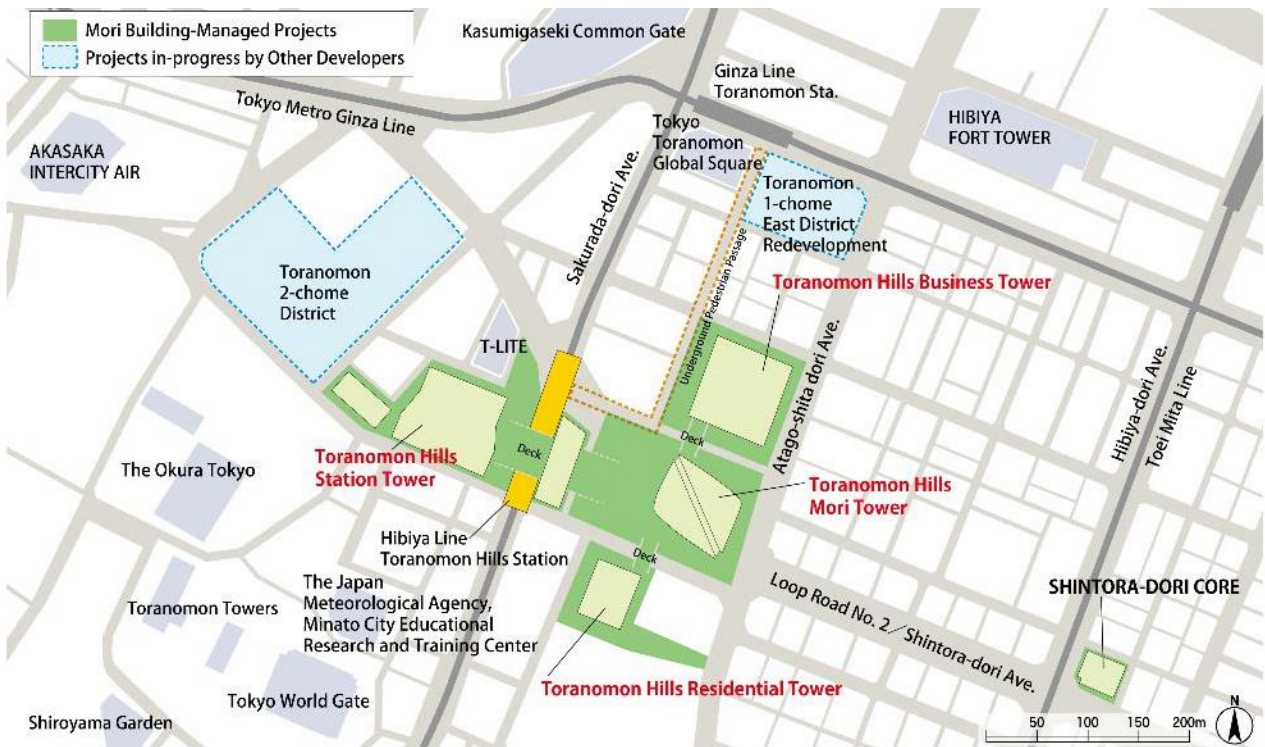 Mori Building-Managed Projects
Projects in-progress by Other Developers
Kasumigaseki Common Gate
Ginza Line
Toranomon Sta.
Tokyo Metro Ginza Line
Sakurada-dori Ave.
Tokyo
Toranomon
Global Square
HIBIYA
FORT TOWER
AKASAKA
INTERCITY AIR
Toranomon
1-chome
East District
Redevelopment
Toranomon
2-chome
District
Underground Pedestrian Passage
Toranomon Hills Business Tower
T-LITE
Atago-shita dori Ave.
Hibiya-dori Ave.
Toei Mita Line
Deck
Deck
Toranomon Hills
Station Tower
The Okura Tokyo
Toranomon Hills
Mori Tower
Hibiya Line
Toranomon Hills Station
Deck
Toranomon Towers
The Japan
Meteorological Agency,
Minato City Educational
Research and Training Center
Loop Road No. 2／Shintora-dori Ave.
SHINTORA-DORI CORE
Toranomon Hills Residential Tower
Tokyo World Gate
Shiroyama Garden
50 100 150 200m
N